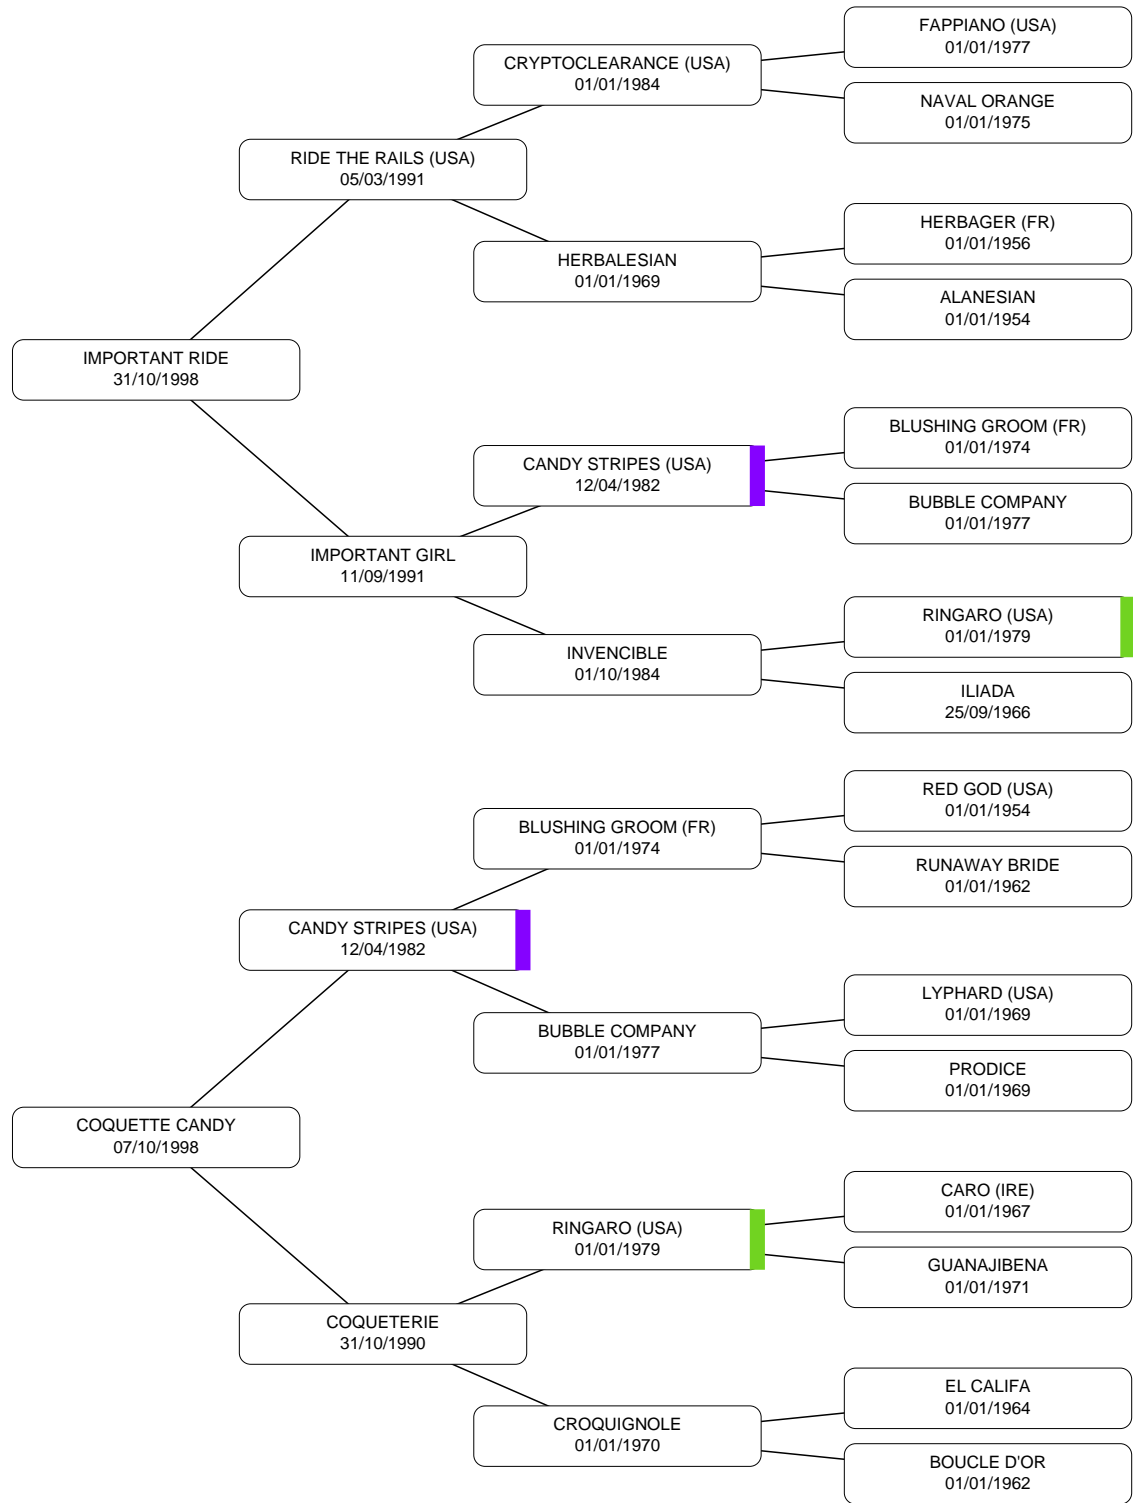 FAPPIANO (USA)
01/01/1977
CRYPTOCLEARANCE (USA)
01/01/1984
NAVAL ORANGE
01/01/1975
RIDE THE RAILS (USA)
05/03/1991
HERBAGER (FR)
01/01/1956
HERBALESIAN
01/01/1969
ALANESIAN
01/01/1954
IMPORTANT RIDE
31/10/1998
BLUSHING GROOM (FR)
01/01/1974
CANDY STRIPES (USA)
12/04/1982
BUBBLE COMPANY
01/01/1977
IMPORTANT GIRL
11/09/1991
RINGARO (USA)
01/01/1979
INVENCIBLE
01/10/1984
ILIADA
25/09/1966
RED GOD (USA)
01/01/1954
BLUSHING GROOM (FR)
01/01/1974
RUNAWAY BRIDE
01/01/1962
CANDY STRIPES (USA)
12/04/1982
LYPHARD (USA)
01/01/1969
BUBBLE COMPANY
01/01/1977
PRODICE
01/01/1969
COQUETTE CANDY
07/10/1998
CARO (IRE)
01/01/1967
RINGARO (USA)
01/01/1979
GUANAJIBENA
01/01/1971
COQUETERIE
31/10/1990
EL CALIFA
01/01/1964
CROQUIGNOLE
01/01/1970
BOUCLE D'OR
01/01/1962